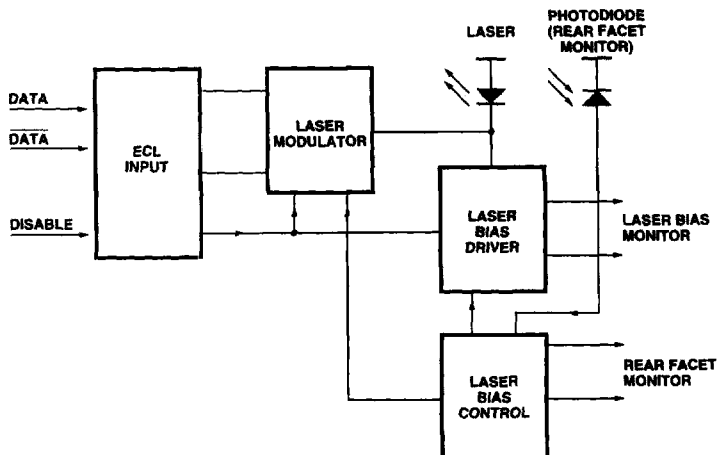 LASER
PHOTODIODE
(REAR FACET
MONITOR)
DATA
DATA
DISABLE
ECL
INPUT
LASER
MODULATOR
LASER
BIAS
DRIVER
LASER BIAS
MONITOR
LASER
BIAS
CONTROL
REAR FACET
MONITOR